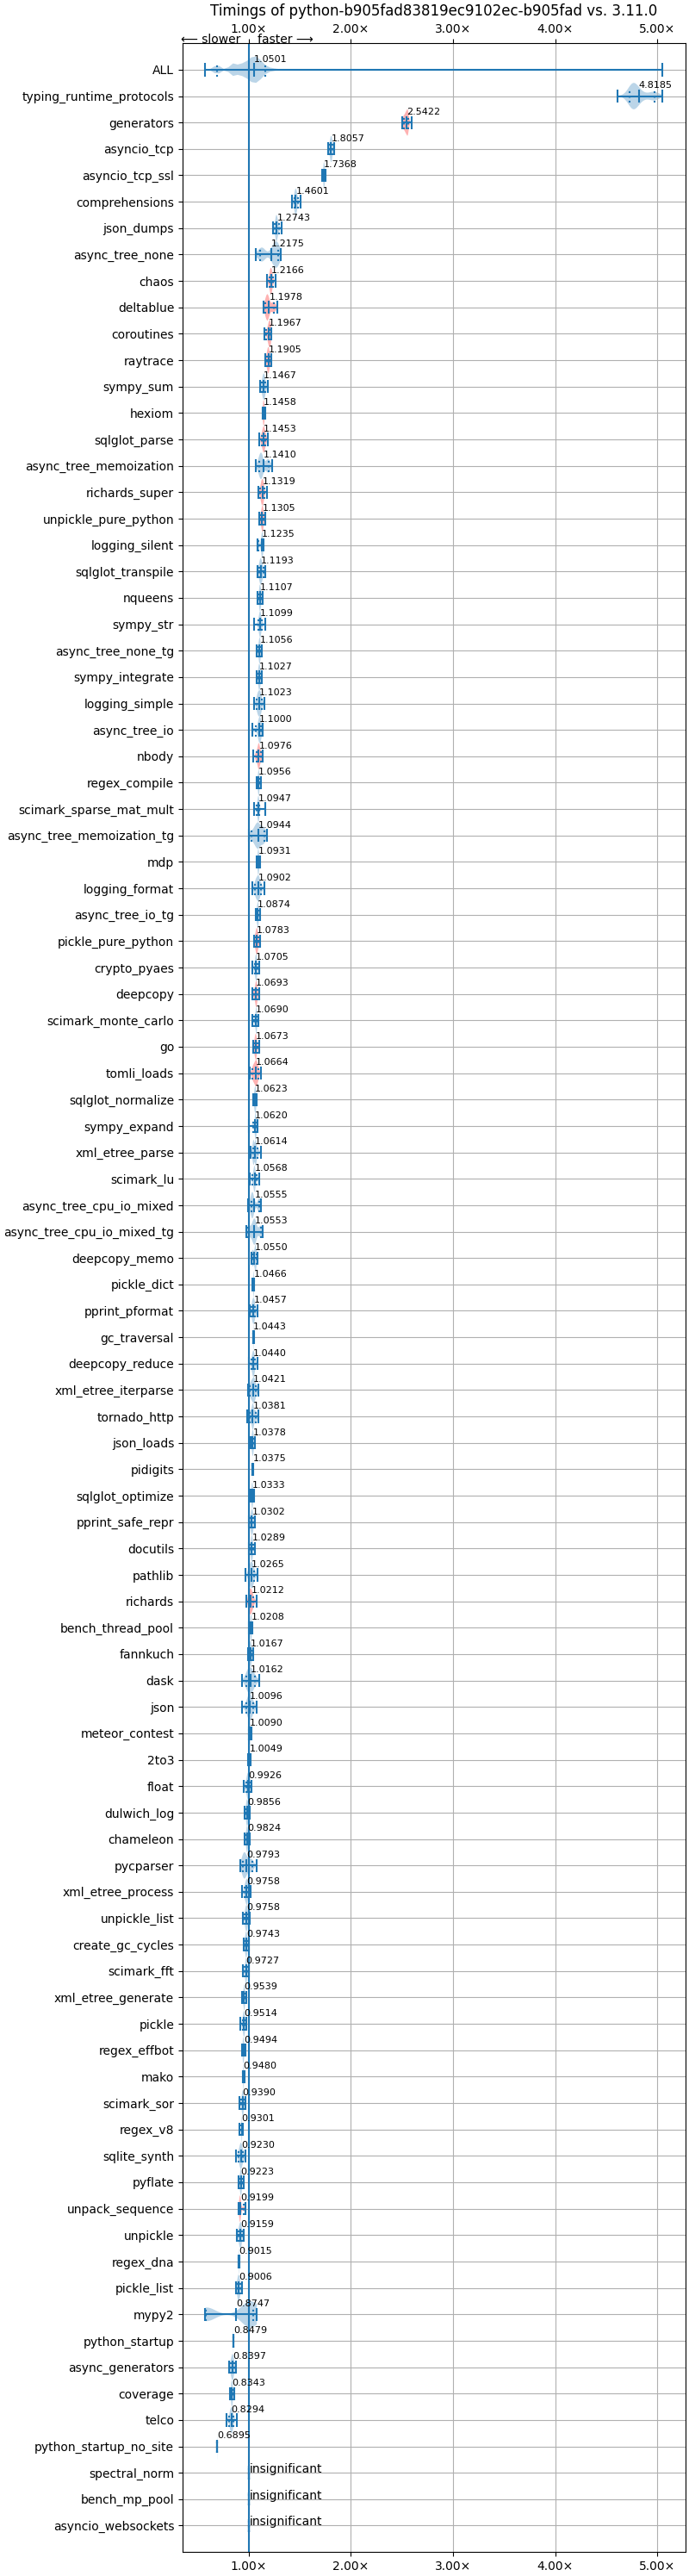 Timings of python-b905fad83819ec9102ec-b905fad vs. 3.11.0
1.00× 2.00× 3.00× 4.00× 5.00×
⟵ slower faster ⟶
ALL 1.0501
typing_runtime_protocols 4.8185
generators 2.5422
asyncio_tcp 1.8057
asyncio_tcp_ssl 1.7368
comprehensions 1.4601
json_dumps 1.2743
async_tree_none 1.2175
chaos 1.2166
deltablue 1.1978
coroutines 1.1967
raytrace 1.1905
sympy_sum 1.1467
hexiom 1.1458
sqlglot_parse 1.1453
async_tree_memoization 1.1410
richards_super 1.1319
unpickle_pure_python 1.1305
logging_silent 1.1235
sqlglot_transpile 1.1193
nqueens 1.1107
sympy_str 1.1099
async_tree_none_tg 1.1056
sympy_integrate 1.1027
logging_simple 1.1023
async_tree_io 1.1000
nbody 1.0976
regex_compile 1.0956
scimark_sparse_mat_mult 1.0947
async_tree_memoization_tg 1.0944
mdp 1.0931
logging_format 1.0902
async_tree_io_tg 1.0874
pickle_pure_python 1.0783
crypto_pyaes 1.0705
deepcopy 1.0693
scimark_monte_carlo 1.0690
go 1.0673
tomli_loads 1.0664
sqlglot_normalize 1.0623
sympy_expand 1.0620
xml_etree_parse 1.0614
scimark_lu 1.0568
async_tree_cpu_io_mixed 1.0555
async_tree_cpu_io_mixed_tg 1.0553
deepcopy_memo 1.0550
pickle_dict 1.0466
pprint_pformat 1.0457
gc_traversal 1.0443
deepcopy_reduce 1.0440
xml_etree_iterparse 1.0421
tornado_http 1.0381
json_loads 1.0378
pidigits 1.0375
sqlglot_optimize 1.0333
pprint_safe_repr 1.0302
docutils 1.0289
pathlib 1.0265
richards 1.0212
bench_thread_pool 1.0208
fannkuch 1.0167
dask 1.0162
json 1.0096
meteor_contest 1.0090
2to3 1.0049
float 0.9926
dulwich_log 0.9856
chameleon 0.9824
pycparser 0.9793
xml_etree_process 0.9758
unpickle_list 0.9758
create_gc_cycles 0.9743
scimark_fft 0.9727
xml_etree_generate 0.9539
pickle 0.9514
regex_effbot 0.9494
mako 0.9480
scimark_sor 0.9390
regex_v8 0.9301
sqlite_synth 0.9230
pyflate 0.9223
unpack_sequence 0.9199
unpickle 0.9159
regex_dna 0.9015
pickle_list 0.9006
mypy2 0.8747
python_startup 0.8479
async_generators 0.8397
coverage 0.8343
telco 0.8294
python_startup_no_site 0.6895
spectral_norm insignificant
bench_mp_pool insignificant
asyncio_websockets insignificant
1.00× 2.00× 3.00× 4.00× 5.00×